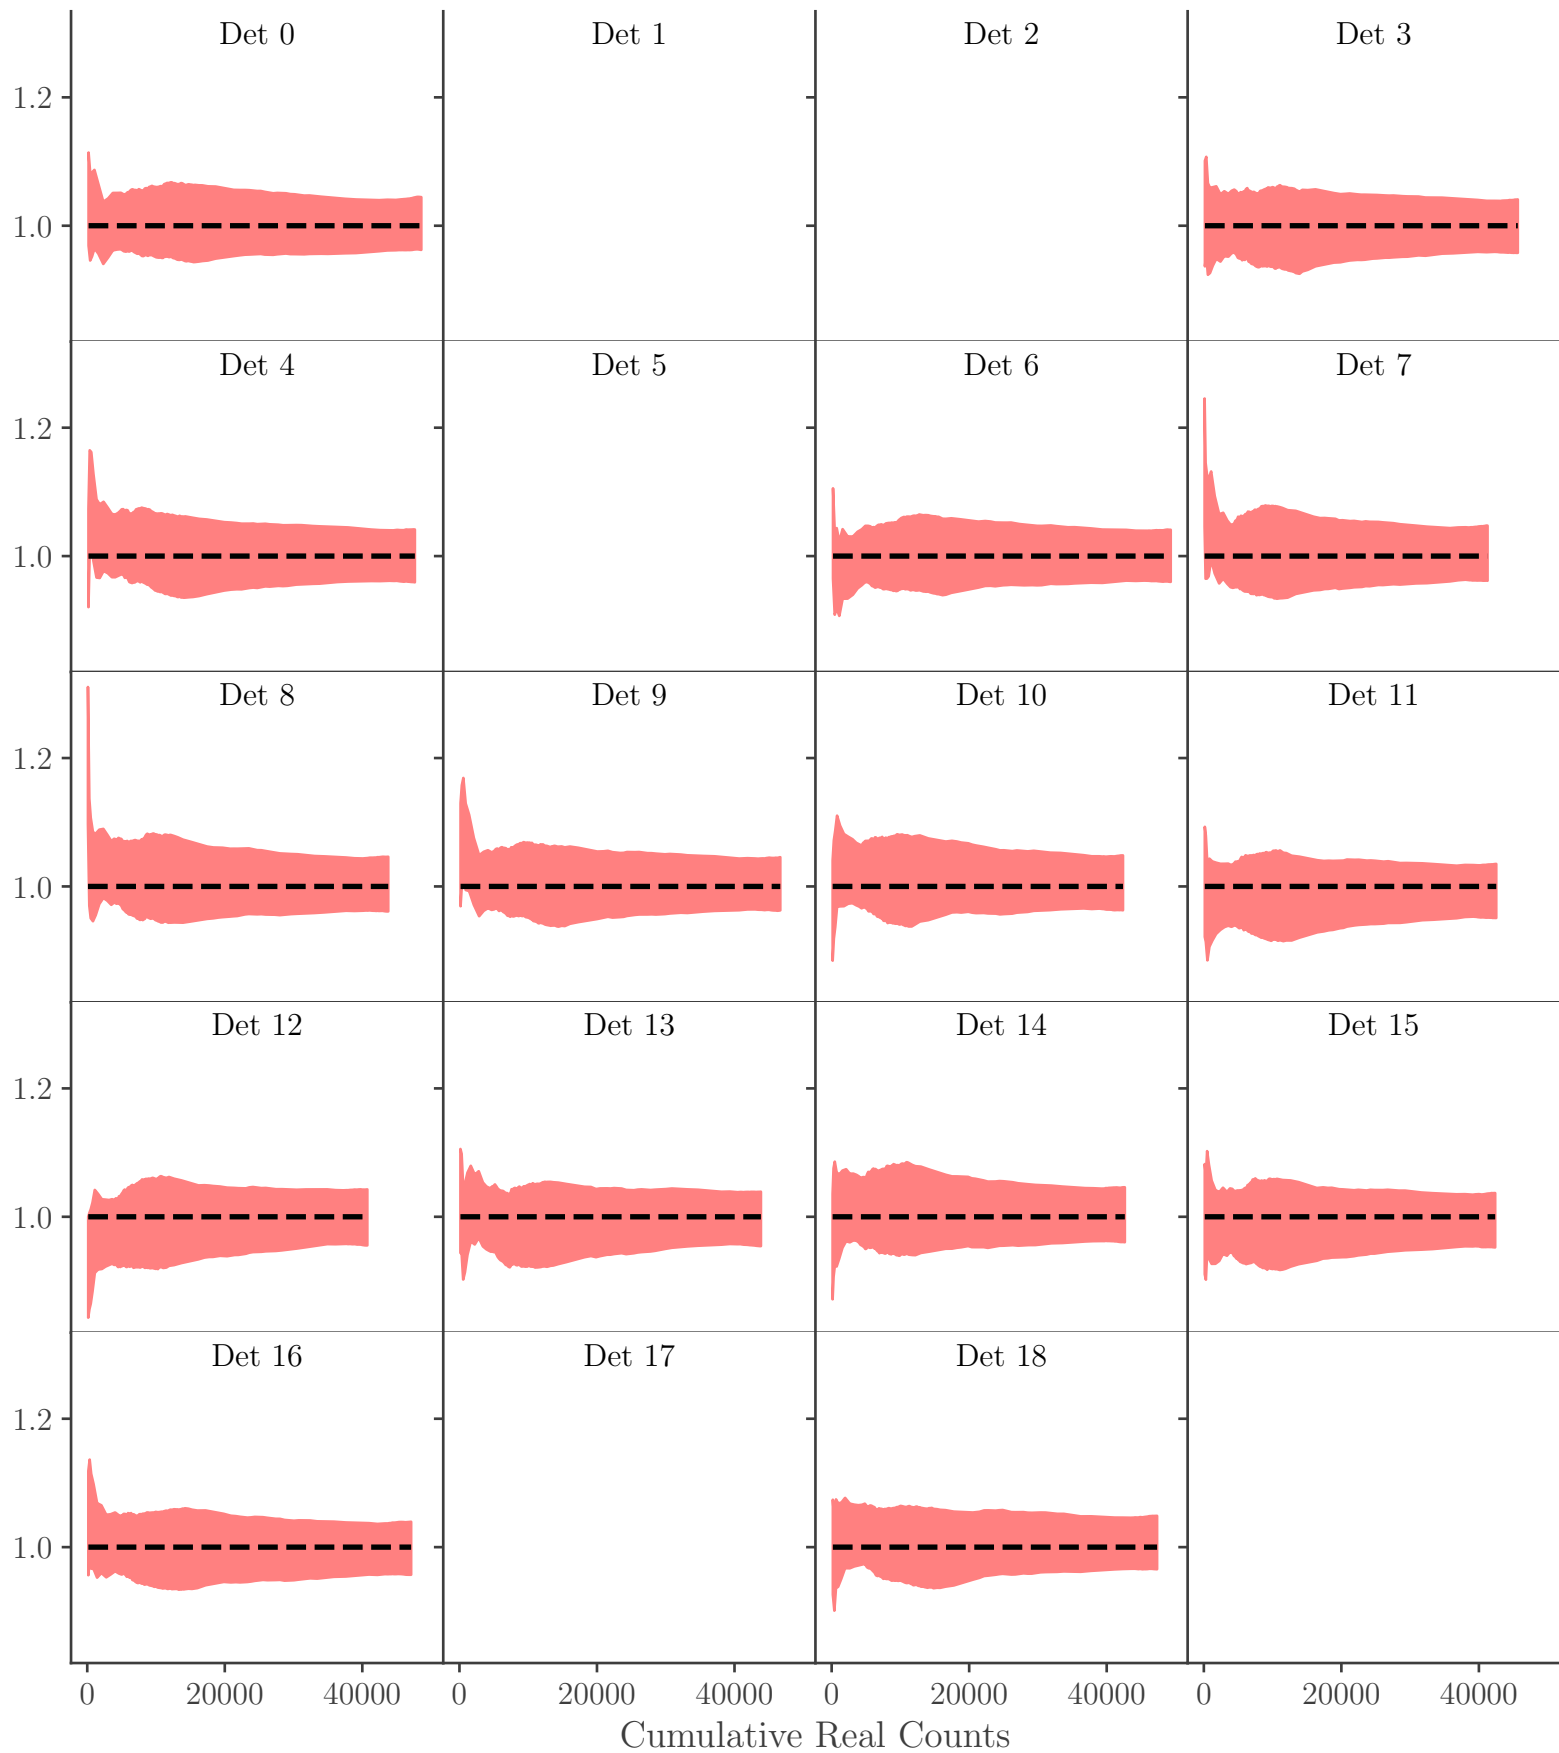 Det 0 Det 1 Det 2 Det 3
1.2
1.0
Det 4 Det 5 Det 6 Det 7
1.2
1.0
Det 8 Det 9 Det 10 Det 11
1.2
1.0
Det 12 Det 13 Det 14 Det 15
1.2
1.0
Det 16 Det 17 Det 18
1.2
1.0
0 20000 40000 0 20000 40000 0 20000 40000 0 20000 40000
Cumulative Real Counts